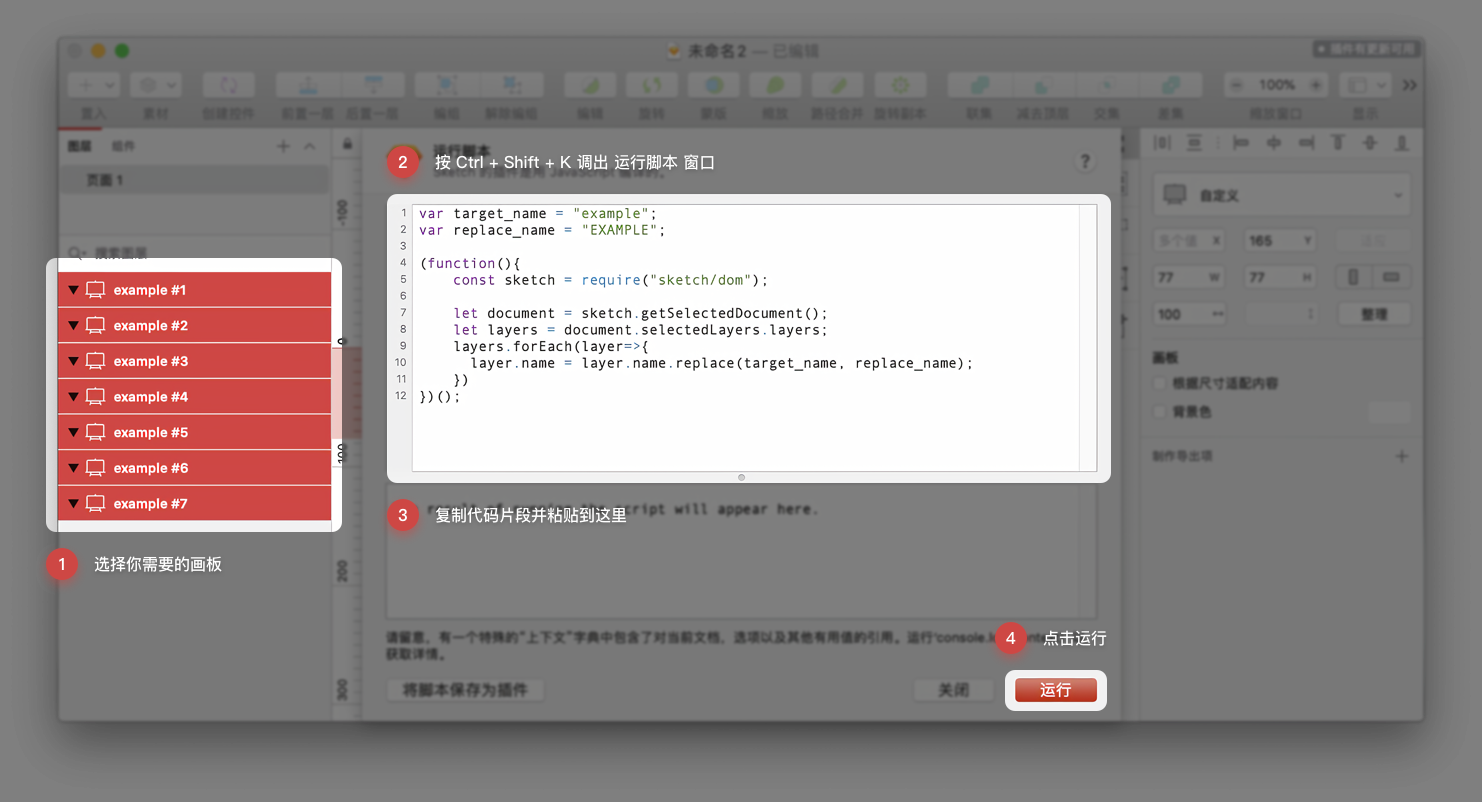 未命名 2 — 已编辑
插件有更新可用
100%
置入
素材
创建控件
前置一层
后置一层
编组
解除编组
编辑
旋转
蒙版
缩放
路径合并
旋转副本
联集
减去顶层
交集
差集
缩放窗口
显示
图层
组件
页面 1
搜索图层
example #1
example #2
example #3
example #4
example #5
example #6
example #7
1
选择你需要的画板
-100
0
100
200
300
运行脚本
2
按 Ctrl + Shift + K 调出 运行脚本 窗口
Sketch 的插件是用 JavaScript 编译的。
?
1 var target_name = "example";
2 var replace_name = "EXAMPLE";
3
4 (function(){
5 const sketch = require("sketch/dom");
6
7 let document = sketch.getSelectedDocument();
8 let layers = document.selectedLayers.layers;
9 layers.forEach(layer=>{
10 layer.name = layer.name.replace(target_name, replace_name);
11 })
12 })();
3
复制代码片段并粘贴到这里
script will appear here.
请留意，有一个特殊的"上下文"字典中包含了对当前文档，选项以及其他有用值的引用。运行'console.lo
获取详情。
4
点击运行
将脚本保存为插件
关闭
运行
自定义
多个值 X
165 Y
适应
77 W
77 H
100
整理
画板
根据尺寸适配内容
背景色
制作导出项